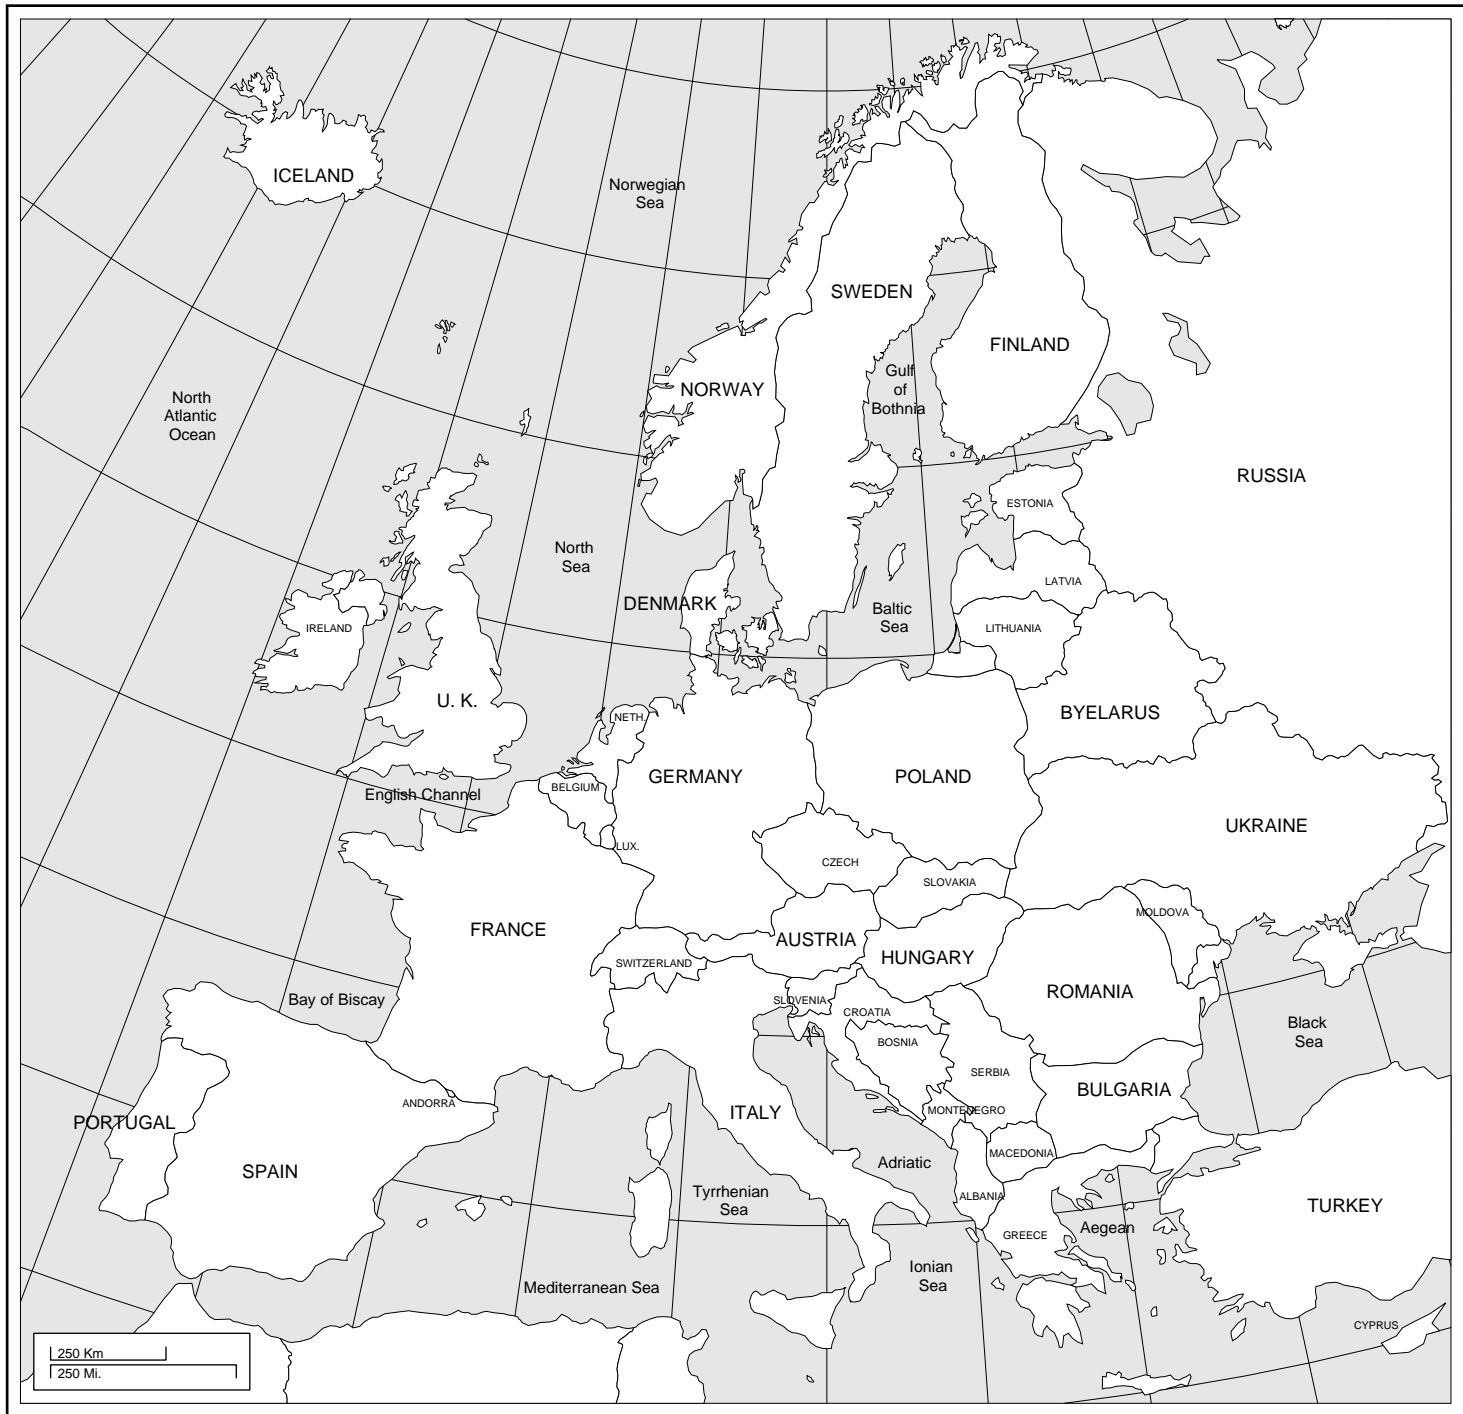 ICELAND
Norwegian
Sea
SWEDEN
FINLAND
NORWAY
Gulf
of
Bothnia
North
Atlantic
Ocean
RUSSIA
ESTONIA
North
Sea
LATVIA
DENMARK
Baltic
Sea
LITHUANIA
IRELAND
U. K.
NETH.
BYELARUS
GERMANY
POLAND
BELGIUM
English Channel
UKRAINE
LUX.
CZECH
SLOVAKIA
MOLDOVA
FRANCE
AUSTRIA
HUNGARY
SWITZERLAND
Bay of Biscay
SLOVENIA
CROATIA
ROMANIA
Black
Sea
BOSNIA
SERBIA
BULGARIA
ANDORRA
ITALY
MONTENEGRO
PORTUGAL
MACEDONIA
Adriatic
SPAIN
Tyrrhenian
Sea
ALBANIA
TURKEY
Aegean
GREECE
Ionian
Sea
Mediterranean Sea
CYPRUS
250 Km
250 Mi.